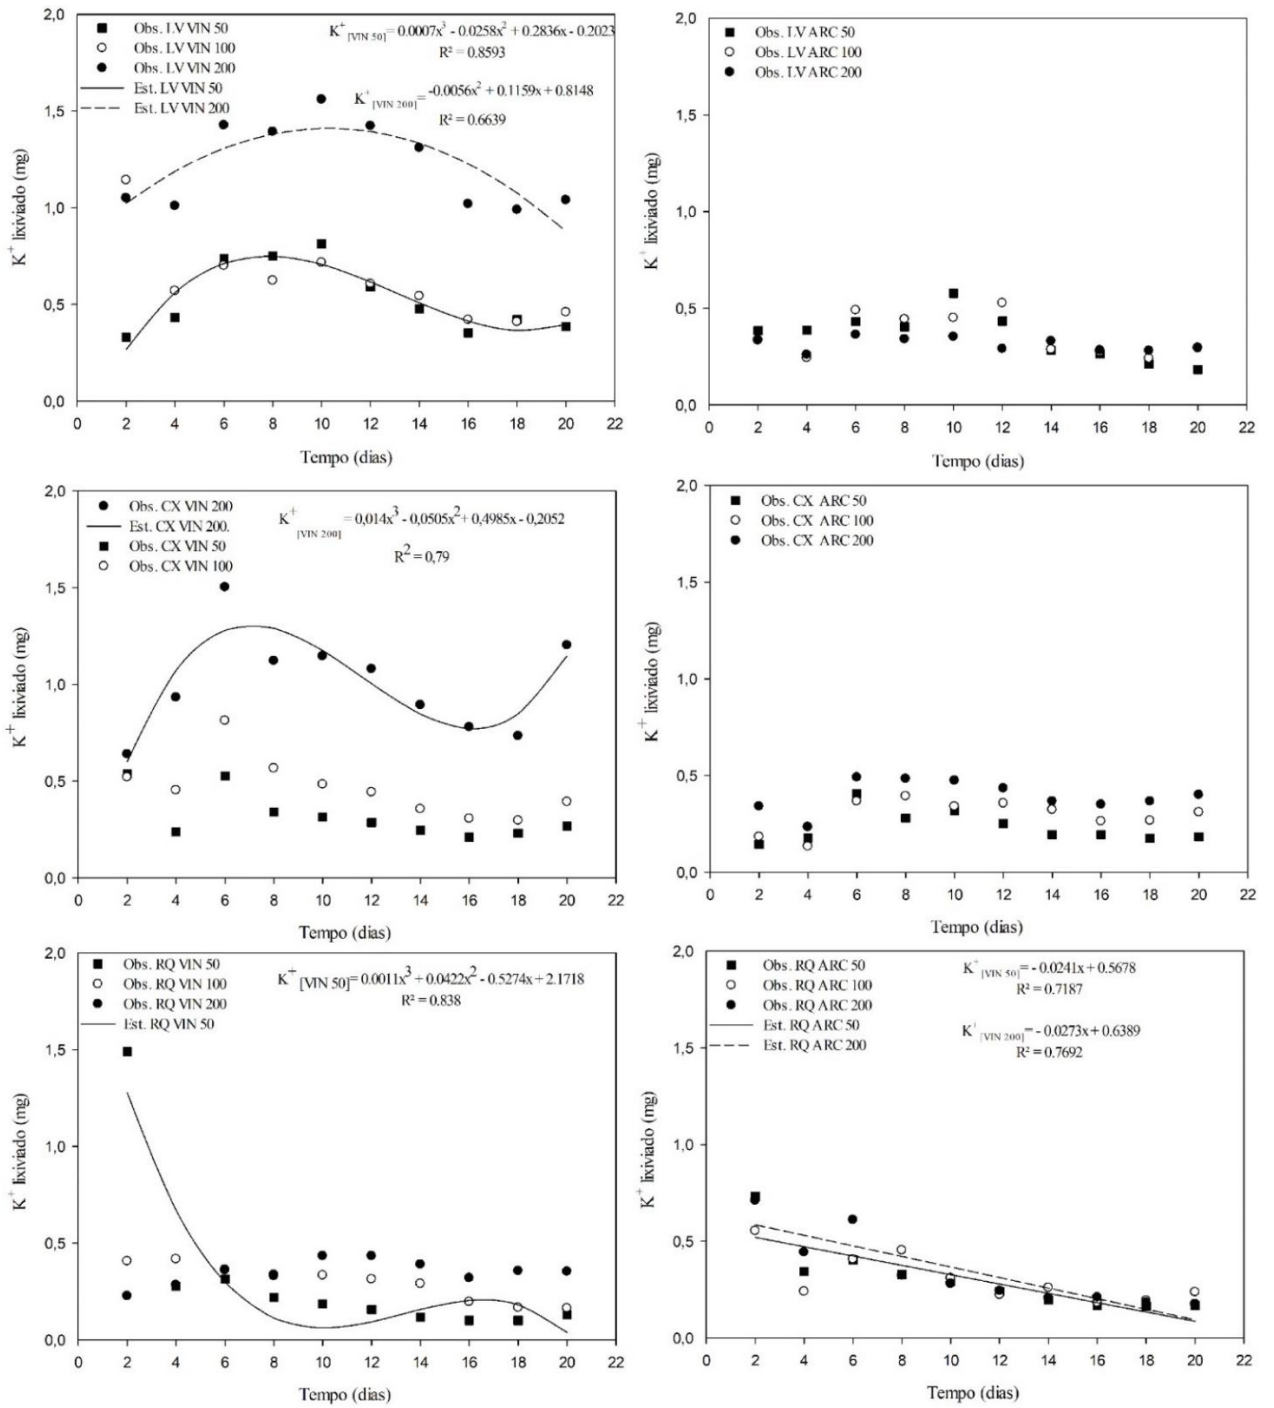 2,0
1,5
1,0
0,5
0,0
K⁺ lixiviado (mg)
Obs. LV VIN 50
Obs. LV VIN 100
Obs. LV VIN 200
Est. LV VIN 50
Est. LV VIN 200
K⁺[VIN 50]= 0.0007x³ - 0.0258x² + 0.2836x - 0.2023
R² = 0.8593
K⁺[VIN 200]= -0.0056x² + 0.1159x + 0.8148
R² = 0.6639
0 2 4 6 8 10 12 14 16 18 20 22
Tempo (dias)
2,0
1,5
1,0
0,5
0,0
K⁺ lixiviado (mg)
Obs. LV ARC 50
Obs. LV ARC 100
Obs. LV ARC 200
0 2 4 6 8 10 12 14 16 18 20 22
Tempo (dias)
2,0
1,5
1,0
0,5
0,0
K⁺ lixiviado (mg)
Obs. CX VIN 200
Est. CX VIN 200.
Obs. CX VIN 50
Obs. CX VIN 100
K⁺[VIN 200] = 0,014x³ - 0,0505x² + 0,4985x - 0,2052
R² = 0,79
0 2 4 6 8 10 12 14 16 18 20 22
Tempo (dias)
2,0
1,5
1,0
0,5
0,0
K⁺ lixiviado (mg)
Obs. CX ARC 50
Obs. CX ARC 100
Obs. CX ARC 200
0 2 4 6 8 10 12 14 16 18 20 22
Tempo (dias)
2,0
1,5
1,0
0,5
0,0
K⁺ lixiviado (mg)
Obs. RQ VIN 50
Obs. RQ VIN 100
Obs. RQ VIN 200
Est. RQ VIN 50
K⁺[VIN 50]= 0.0011x³ + 0.0422x² - 0.5274x + 2.1718
R² = 0.838
0 2 4 6 8 10 12 14 16 18 20 22
Tempo (dias)
2,0
1,5
1,0
0,5
0,0
K⁺ lixiviado (mg)
Obs. RQ ARC 50
Obs. RQ ARC 100
Obs. RQ ARC 200
Est. RQ ARC 50
Est. RQ ARC 200
K⁺[VIN 50]= - 0.0241x + 0.5678
R² = 0.7187
K⁺[VIN 200]= - 0.0273x + 0.6389
R² = 0.7692
0 2 4 6 8 10 12 14 16 18 20 22
Tempo (dias)